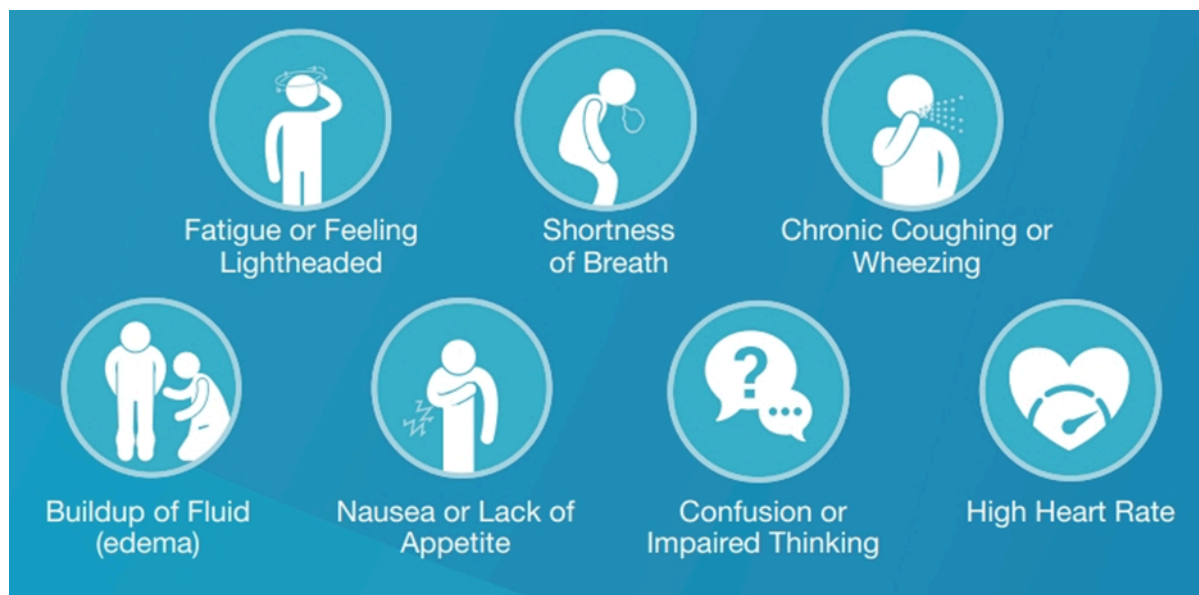 Fatigue or Feeling
Lightheaded
Shortness
of Breath
Chronic Coughing or
Wheezing
Buildup of Fluid
(edema)
Nausea or Lack of
Appetite
?
Confusion or
Impaired Thinking
High Heart Rate